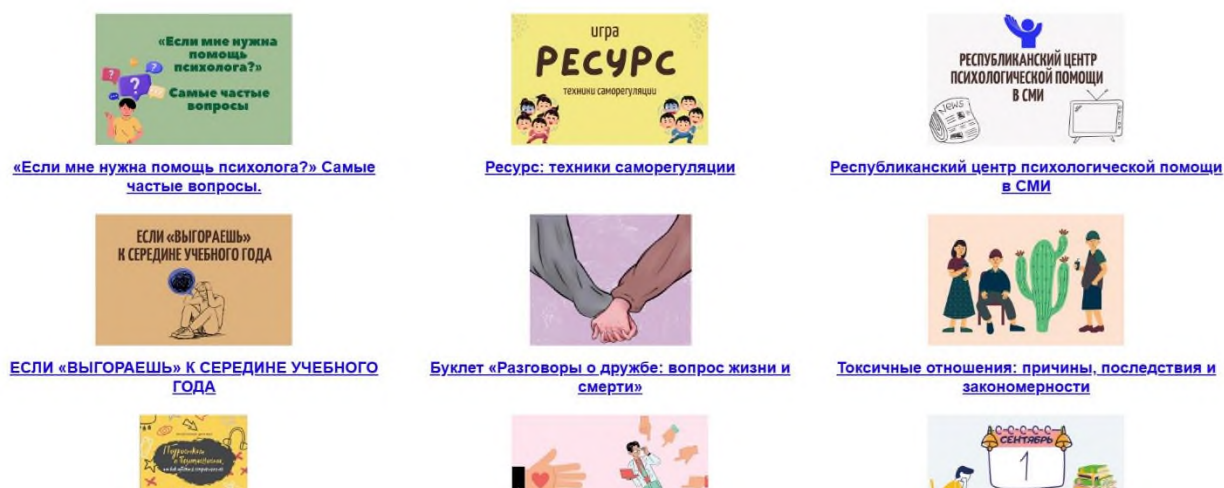 «Если мне нужна
помощь
психолога?»
Самые частые
вопросы
игра
РЕСУРС
техники саморегуляции
РЕСПУБЛИКАНСКИЙ ЦЕНТР
ПСИХОЛОГИЧЕСКОЙ ПОМОЩИ
В СМИ
NEWS
«Если мне нужна помощь психолога?» Самые
частые вопросы.
Ресурс: техники саморегуляции
Республиканский центр психологической помощи
в СМИ
ЕСЛИ «ВЫГОРАЕШЬ»
К СЕРЕДИНЕ УЧЕБНОГО ГОДА
ЕСЛИ «ВЫГОРАЕШЬ» К СЕРЕДИНЕ УЧЕБНОГО
ГОДА
Буклет «Разговоры о дружбе: вопрос жизни и
смерти»
Токсичные отношения: причины, последствия и
закономерности
СЕНТЯБРЬ
1